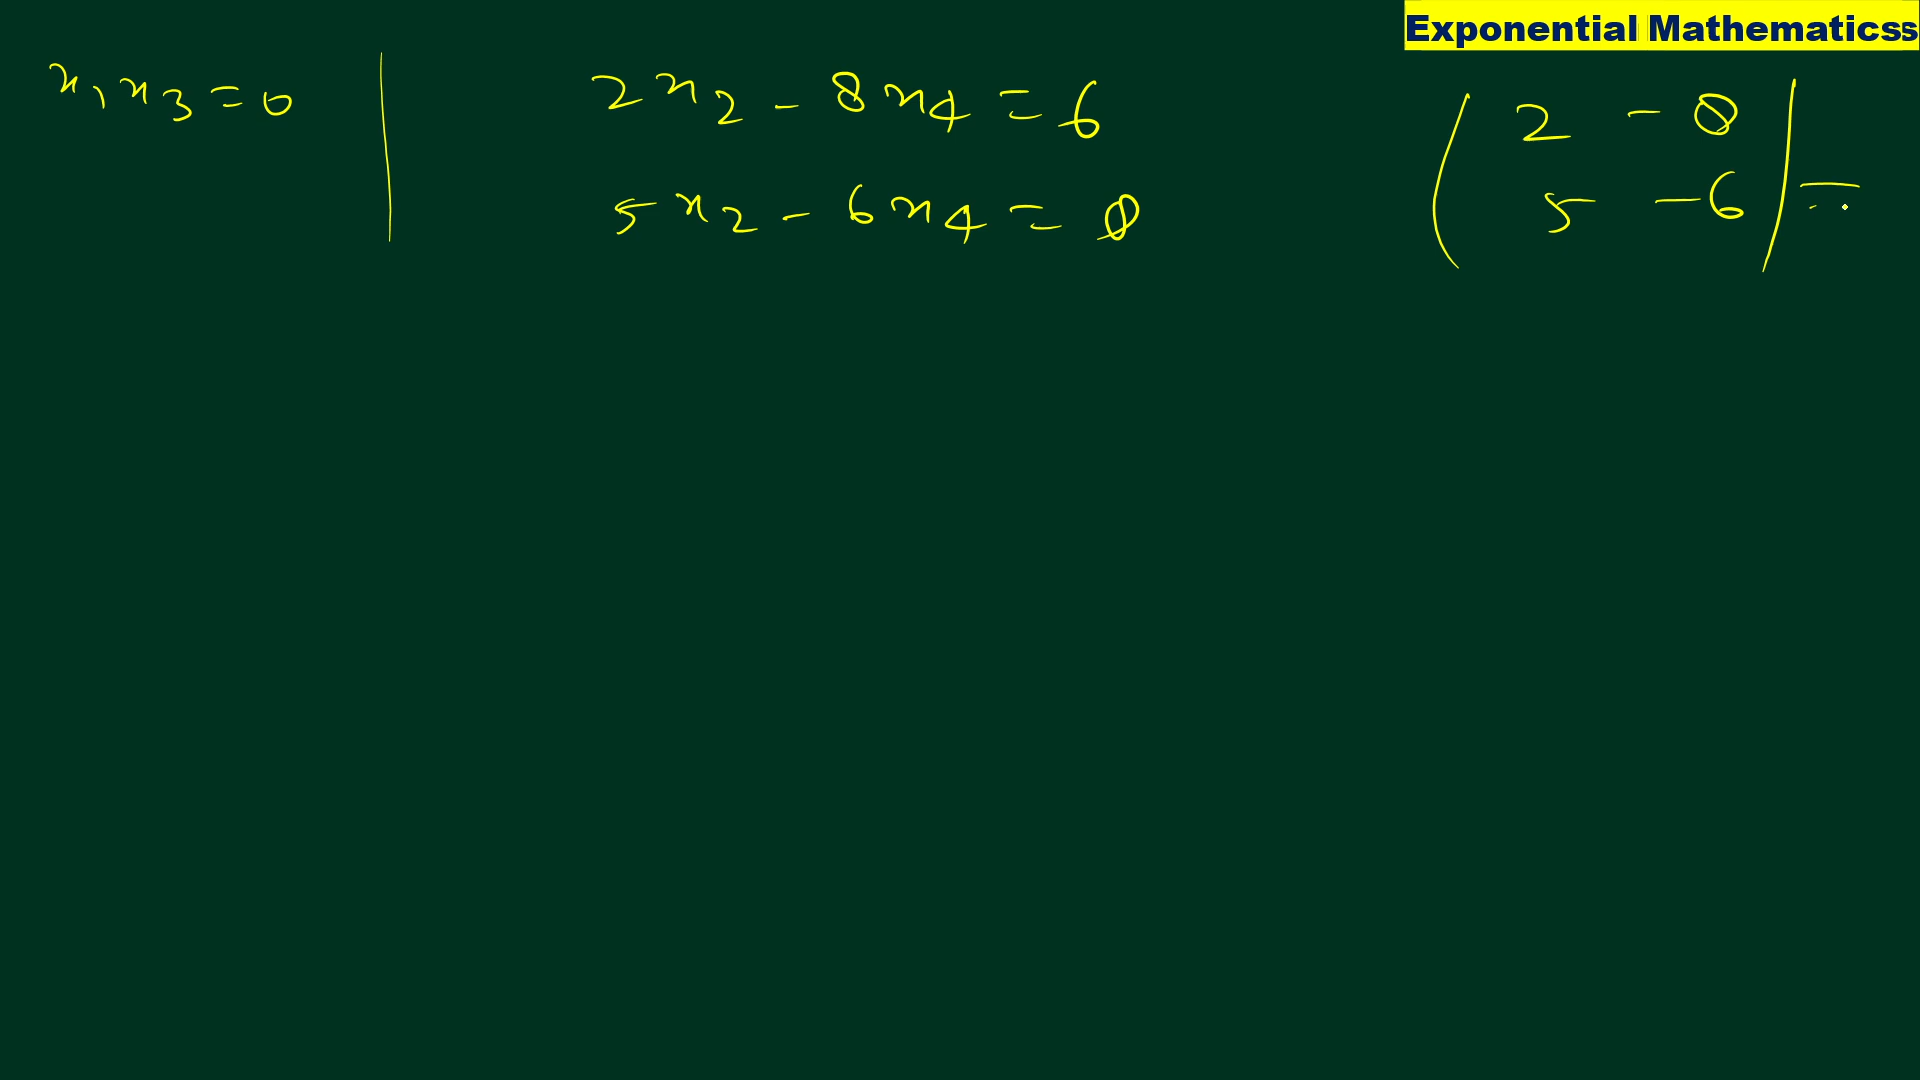 Exponential Mathematicss
x1x3=0
2x2-8x4=6
5x2-6x4=8
2 -8
5 -6 =